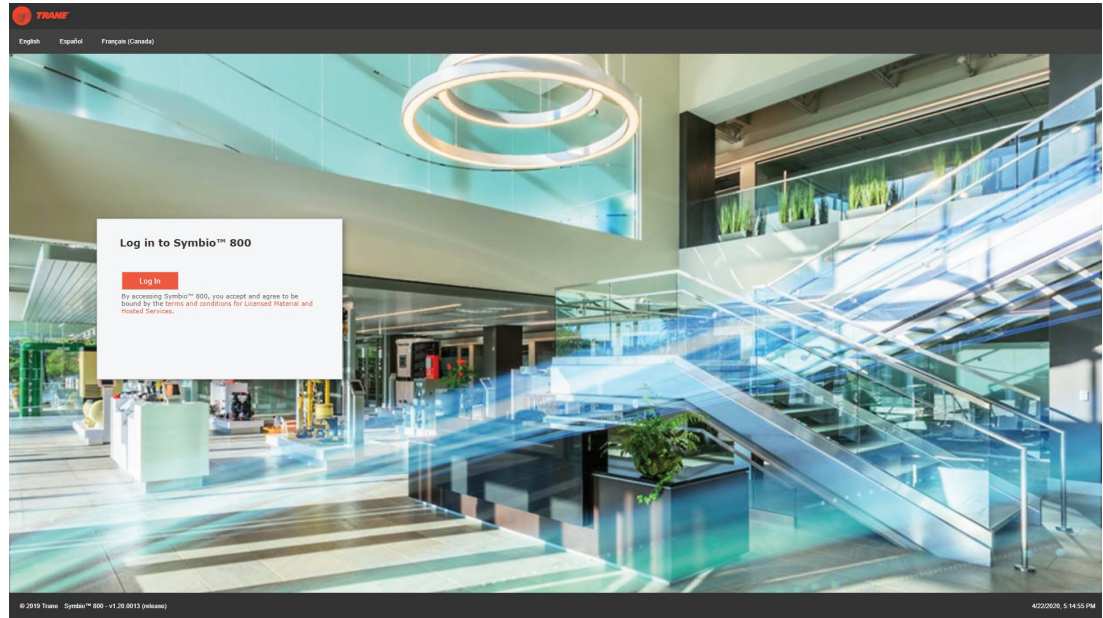 TRANE
English Español Français (Canada)
Log in to Symbio™ 800
Log In
By accessing Symbio™ 800, you accept and agree to be
bound by the terms and conditions for Licensed Material and
Hosted Services.
© 2019 Trane Symbio™ 800 - v1.20.0013 (release) 4/22/2020, 5:14:55 PM